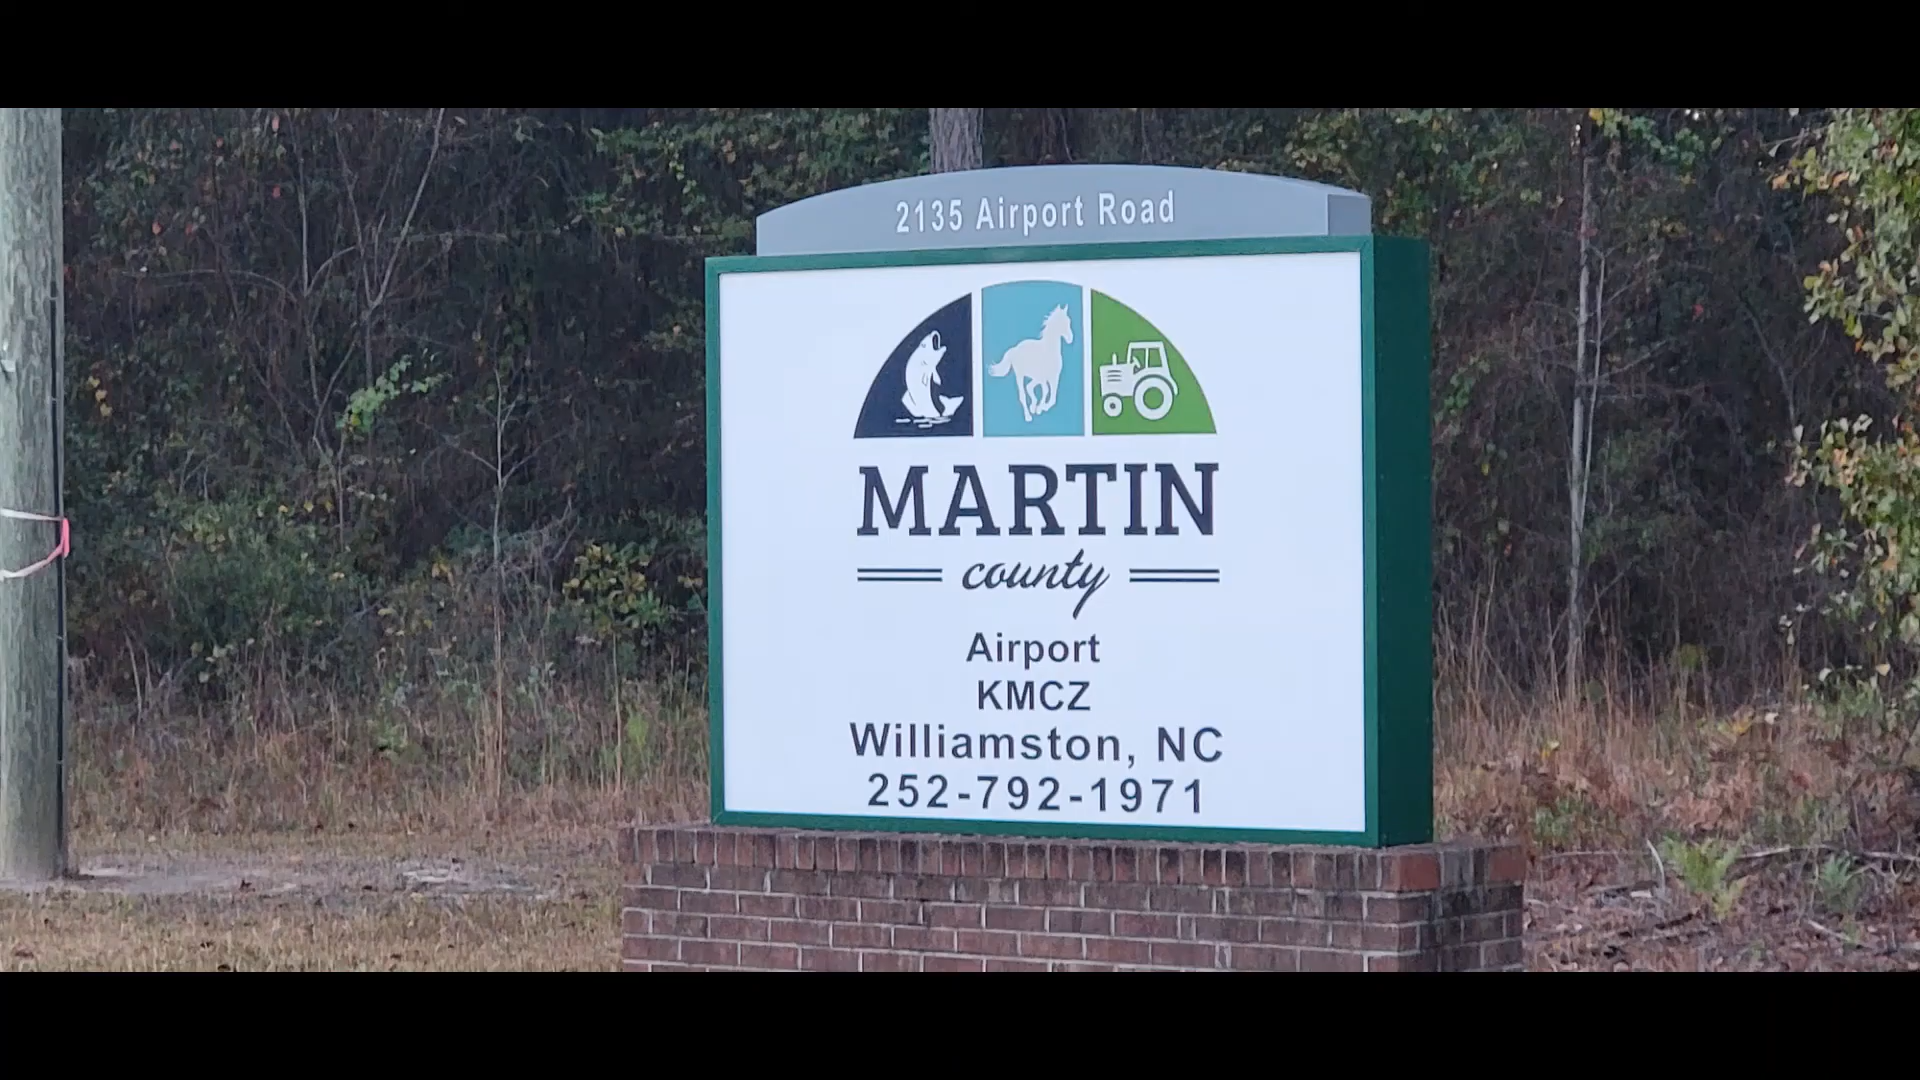 2135 Airport Road
MARTIN
county
Airport
KMCZ
Williamston, NC
252-792-1971